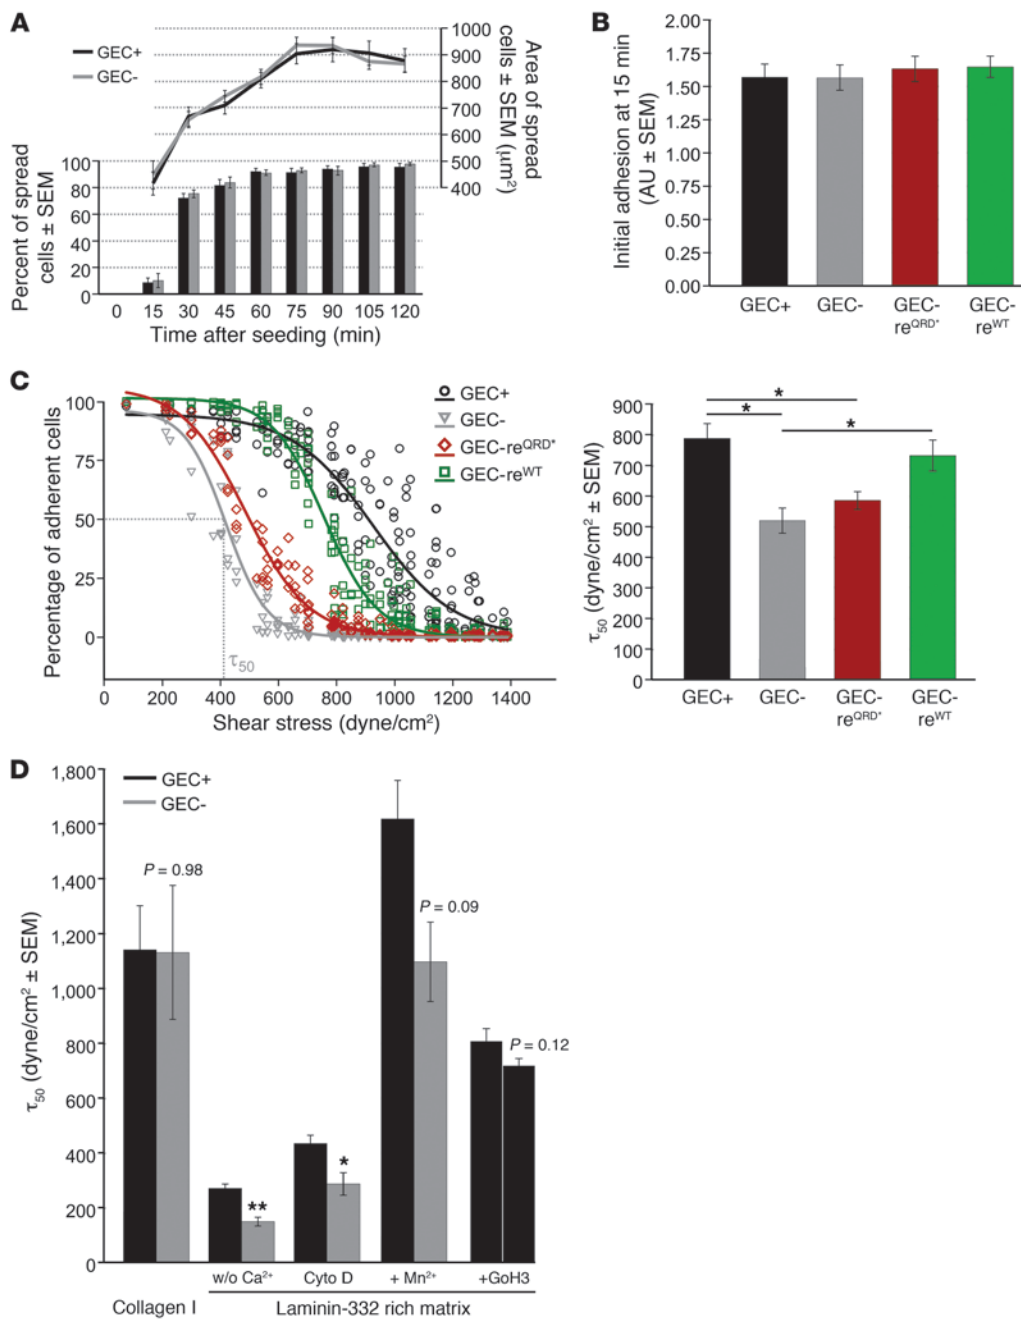 A
GEC+
GEC-
1000
900
800
700
600
500
400
Area of spread
cells ± SEM (μm²)
Percent of spread
cells ± SEM
100
80
60
40
20
0
0 15 30 45 60 75 90 105 120
Time after seeding (min)
B
Initial adhesion at 15 min
(AU ± SEM)
2.00
1.75
1.50
1.25
1.00
0.75
0.50
0.25
0.00
GEC+ GEC- GEC- GEC-
reQRD* reWT
C
Percentage of adherent cells
100
75
50
25
0
τ50
0 200 400 600 800 1000 1200 1400
Shear stress (dyne/cm²)
GEC+
GEC-
GEC-reQRD*
GEC-reWT
τ50 (dyne/cm² ± SEM)
900
800
700
600
500
400
300
200
100
0
*
*
*
GEC+ GEC- GEC- GEC-
reQRD* reWT
D
GEC+
GEC-
τ50 (dyne/cm² ± SEM)
1,800
1,600
1,400
1,200
1,000
800
600
400
200
0
P = 0.98
**
*
P = 0.09
P = 0.12
w/o Ca²⁺ Cyto D + Mn²⁺ +GoH3
Collagen I Laminin-332 rich matrix